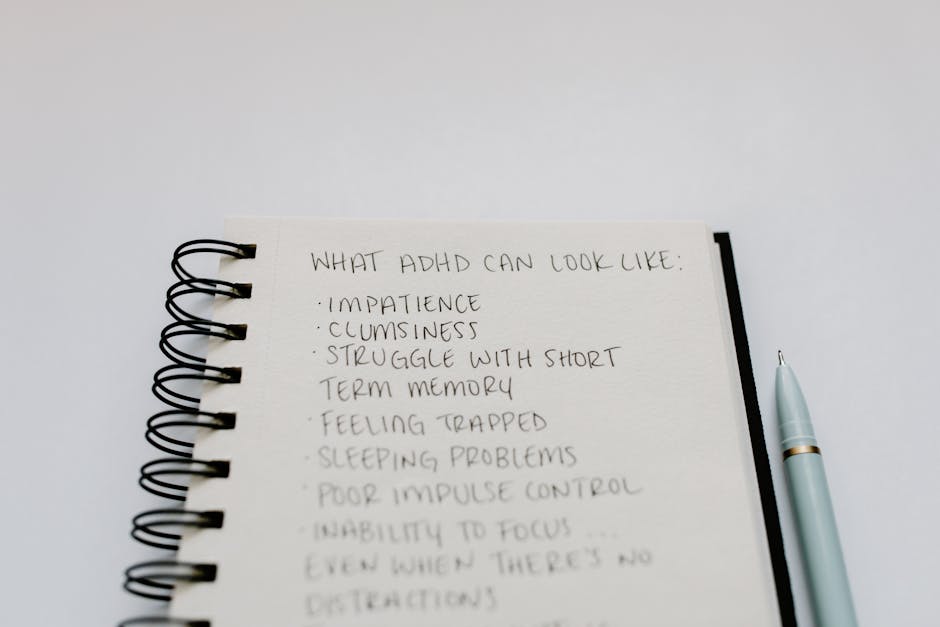 WHAT ADHD CAN LOOK LIKE:
· IMPATIENCE
· CLUMSINESS
· STRUGGLE WITH SHORT
TERM MEMORY
· FEELING TRAPPED
· SLEEPING PROBLEMS
· POOR IMPULSE CONTROL
· INABILITY TO FOCUS ...
EVEN WHEN THERE'S NO
DISTRACTIONS